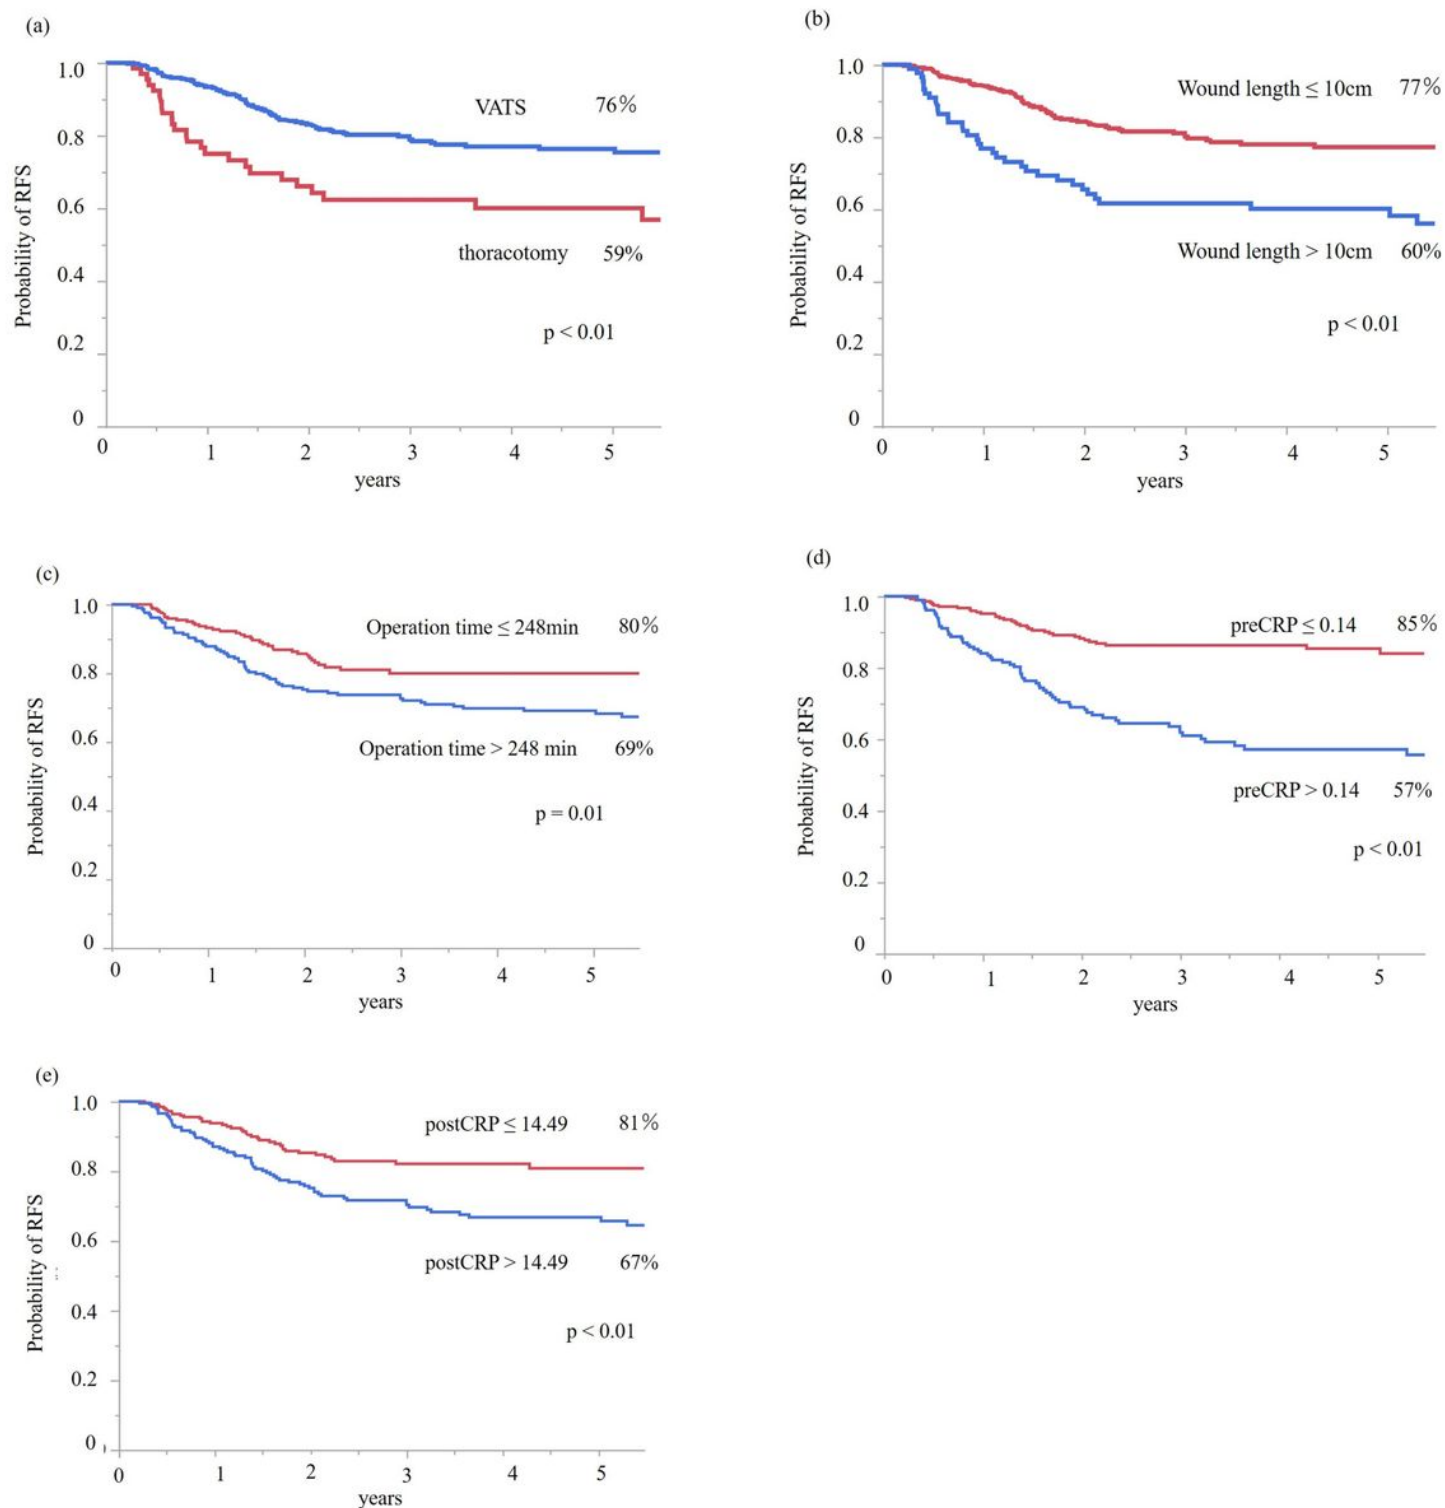 (a)
1.0
0.8
0.6
0.4
0.2
0
Probability of RFS
VATS 76%
thoracotomy 59%
p < 0.01
0 1 2 3 4 5
years
(b)
1.0
0.8
0.6
0.4
0.2
0
Probability of RFS
Wound length ≤ 10cm 77%
Wound length > 10cm 60%
p < 0.01
0 1 2 3 4 5
years
(c)
1.0
0.8
0.6
0.4
0.2
0
Probability of RFS
Operation time ≤ 248min 80%
Operation time > 248 min 69%
p = 0.01
0 1 2 3 4 5
years
(d)
1.0
0.8
0.6
0.4
0.2
0
Probability of RFS
preCRP ≤ 0.14 85%
preCRP > 0.14 57%
p < 0.01
0 1 2 3 4 5
years
(e)
1.0
0.8
0.6
0.4
0.2
0
Probability of RFS
postCRP ≤ 14.49 81%
postCRP > 14.49 67%
p < 0.01
0 1 2 3 4 5
years